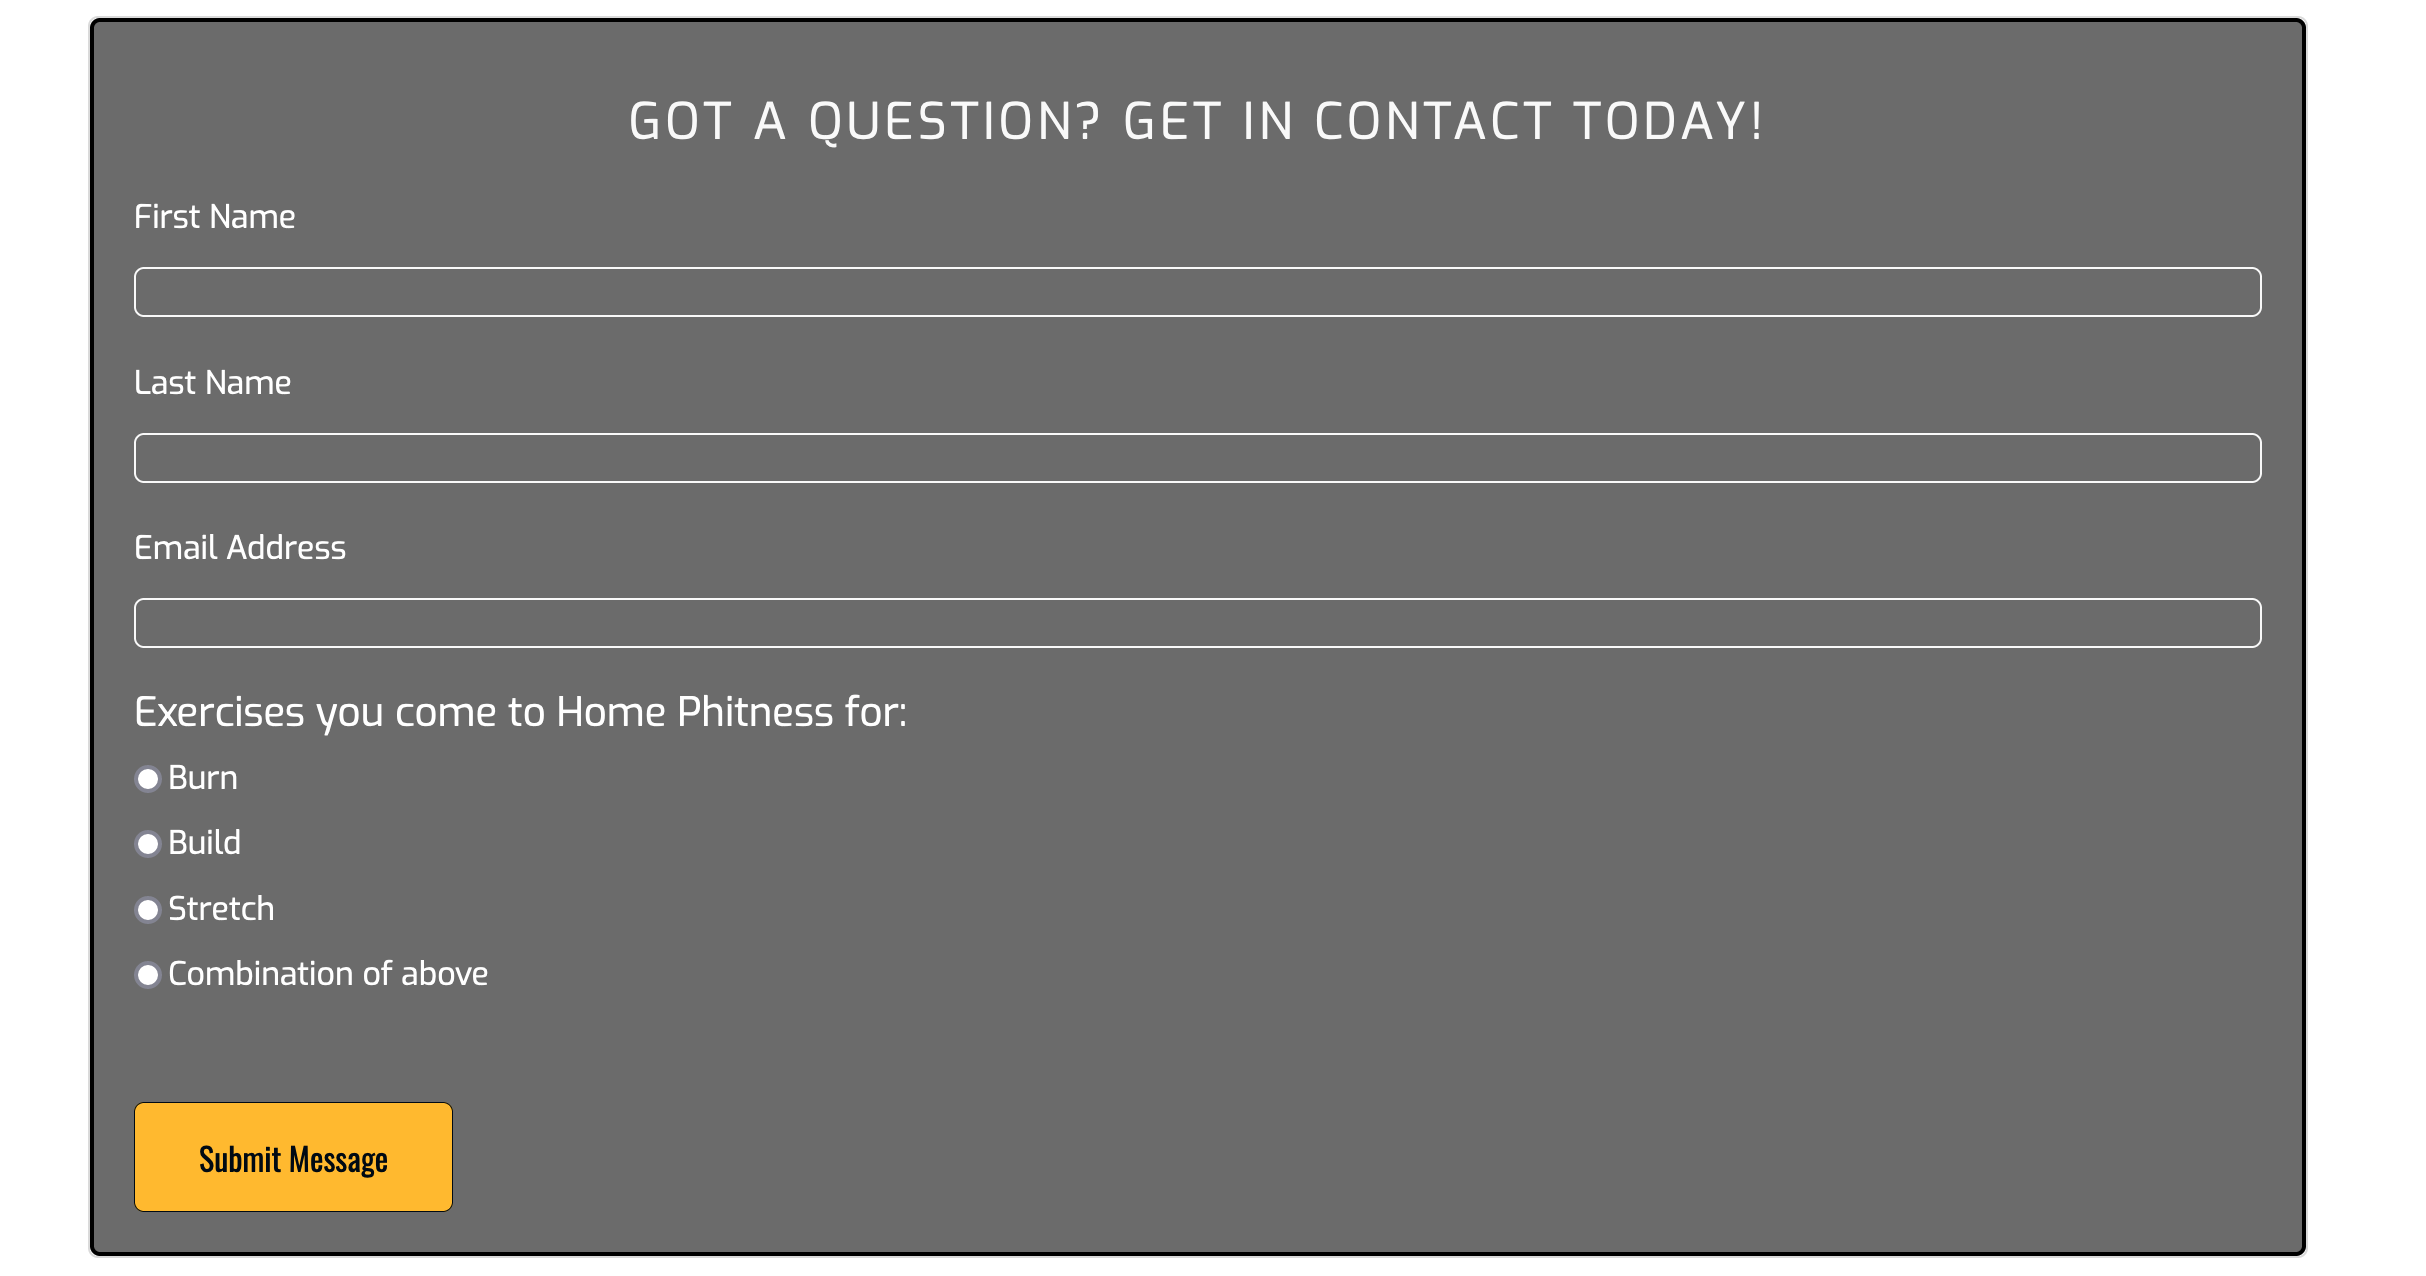 GOT A QUESTION? GET IN CONTACT TODAY!
First Name
Last Name
Email Address
Exercises you come to Home Phitness for:
Burn
Build
Stretch
Combination of above
Submit Message